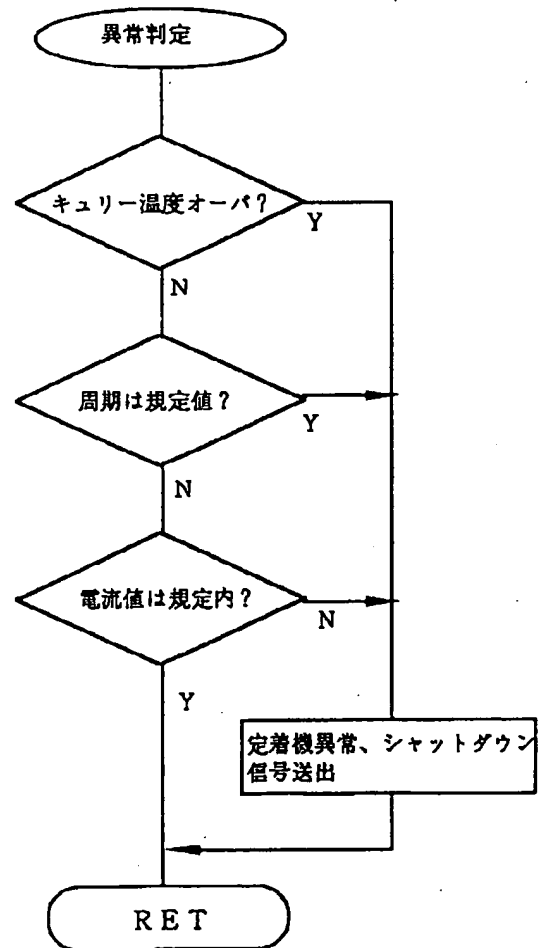 異常判定
キュリー温度オーバ?
Y
N
周期は規定値?
Y
N
電流値は規定内?
N
Y
定着機異常、シャットダウン
信号送出
RET